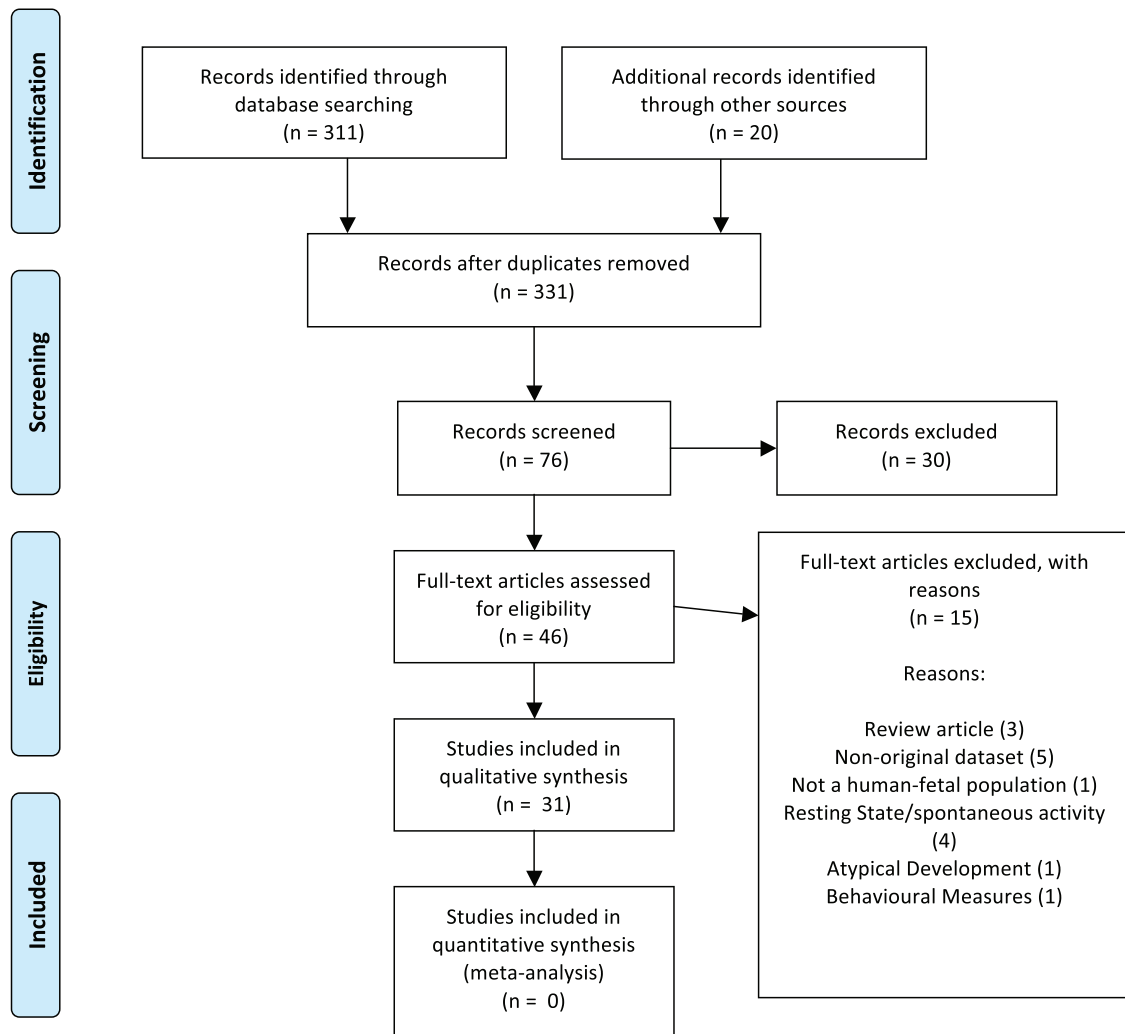 Identification
Records identified through
database searching
(n = 311)
Additional records identified
through other sources
(n = 20)
Records after duplicates removed
(n = 331)
Screening
Records screened
(n = 76)
Records excluded
(n = 30)
Eligibility
Full-text articles assessed
for eligibility
(n = 46)
Full-text articles excluded, with
reasons
(n = 15)
Reasons:
Review article (3)
Non-original dataset (5)
Not a human-fetal population (1)
Resting State/spontaneous activity
(4)
Atypical Development (1)
Behavioural Measures (1)
Studies included in
qualitative synthesis
(n = 31)
Included
Studies included in
quantitative synthesis
(meta-analysis)
(n = 0)